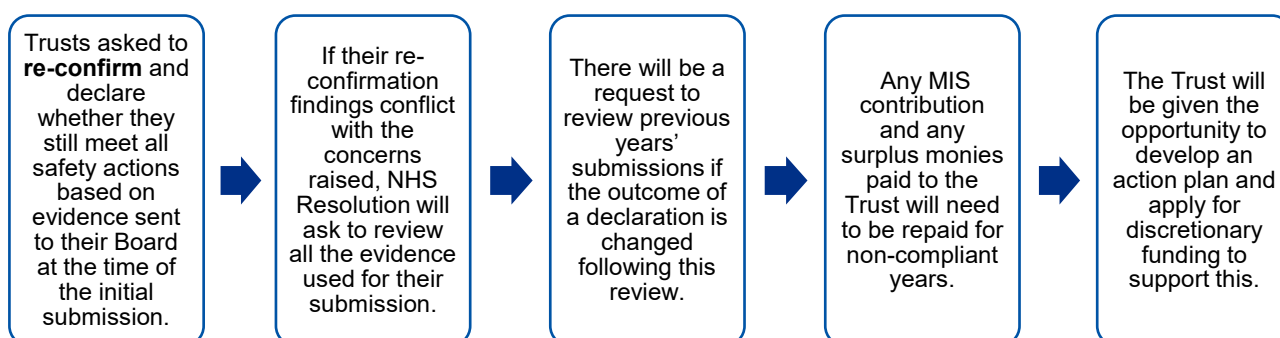 Trusts asked to
re-confirm and
declare
whether they
still meet all
safety actions
based on
evidence sent
to their Board
at the time of
the initial
submission.
If their re-
confirmation
findings conflict
with the
concerns
raised, NHS
Resolution will
ask to review
all the evidence
used for their
submission.
There will be a
request to
review previous
years’
submissions if
the outcome of
a declaration is
changed
following this
review.
Any MIS
contribution
and any
surplus monies
paid to the
Trust will need
to be repaid for
non-compliant
years.
The Trust will
be given the
opportunity to
develop an
action plan and
apply for
discretionary
funding to
support this.